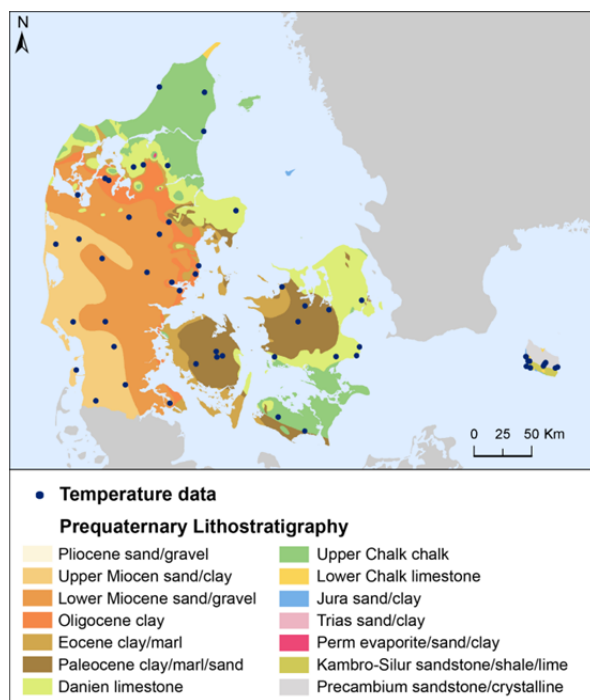 N
0 25 50 Km
Temperature data
Prequaternary Lithostratigraphy
Pliocene sand/gravel
Upper Miocen sand/clay
Lower Miocene sand/gravel
Oligocene clay
Eocene clay/marl
Paleocene clay/marl/sand
Danien limestone
Upper Chalk chalk
Lower Chalk limestone
Jura sand/clay
Trias sand/clay
Perm evaporite/sand/clay
Kambro-Silur sandstone/shale/lime
Precambium sandstone/crystalline